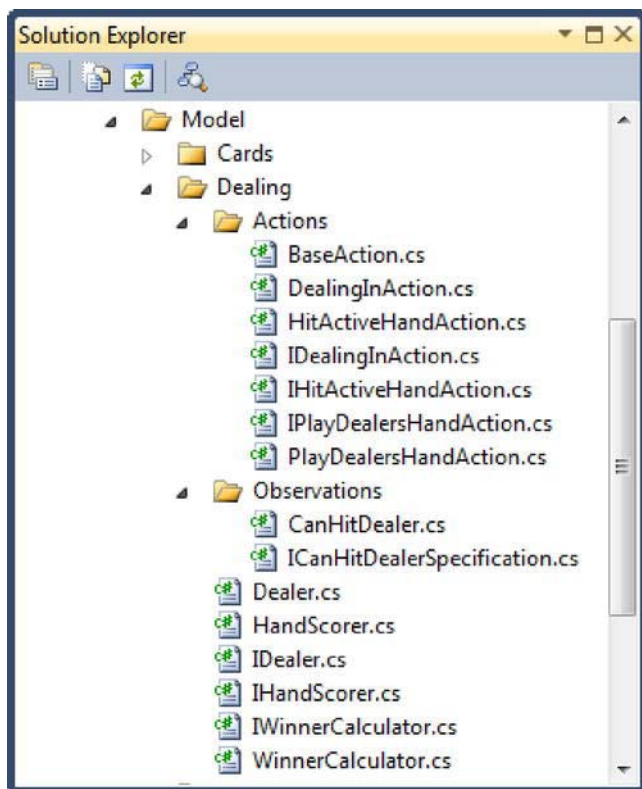 Solution Explorer
Model
Cards
Dealing
Actions
BaseAction.cs
DealingInAction.cs
HitActiveHandAction.cs
IDealingInAction.cs
IHitActiveHandAction.cs
IPlayDealersHandAction.cs
PlayDealersHandAction.cs
Observations
CanHitDealer.cs
ICanHitDealerSpecification.cs
Dealer.cs
HandScorer.cs
IDealer.cs
IHandScorer.cs
IWinnerCalculator.cs
WinnerCalculator.cs